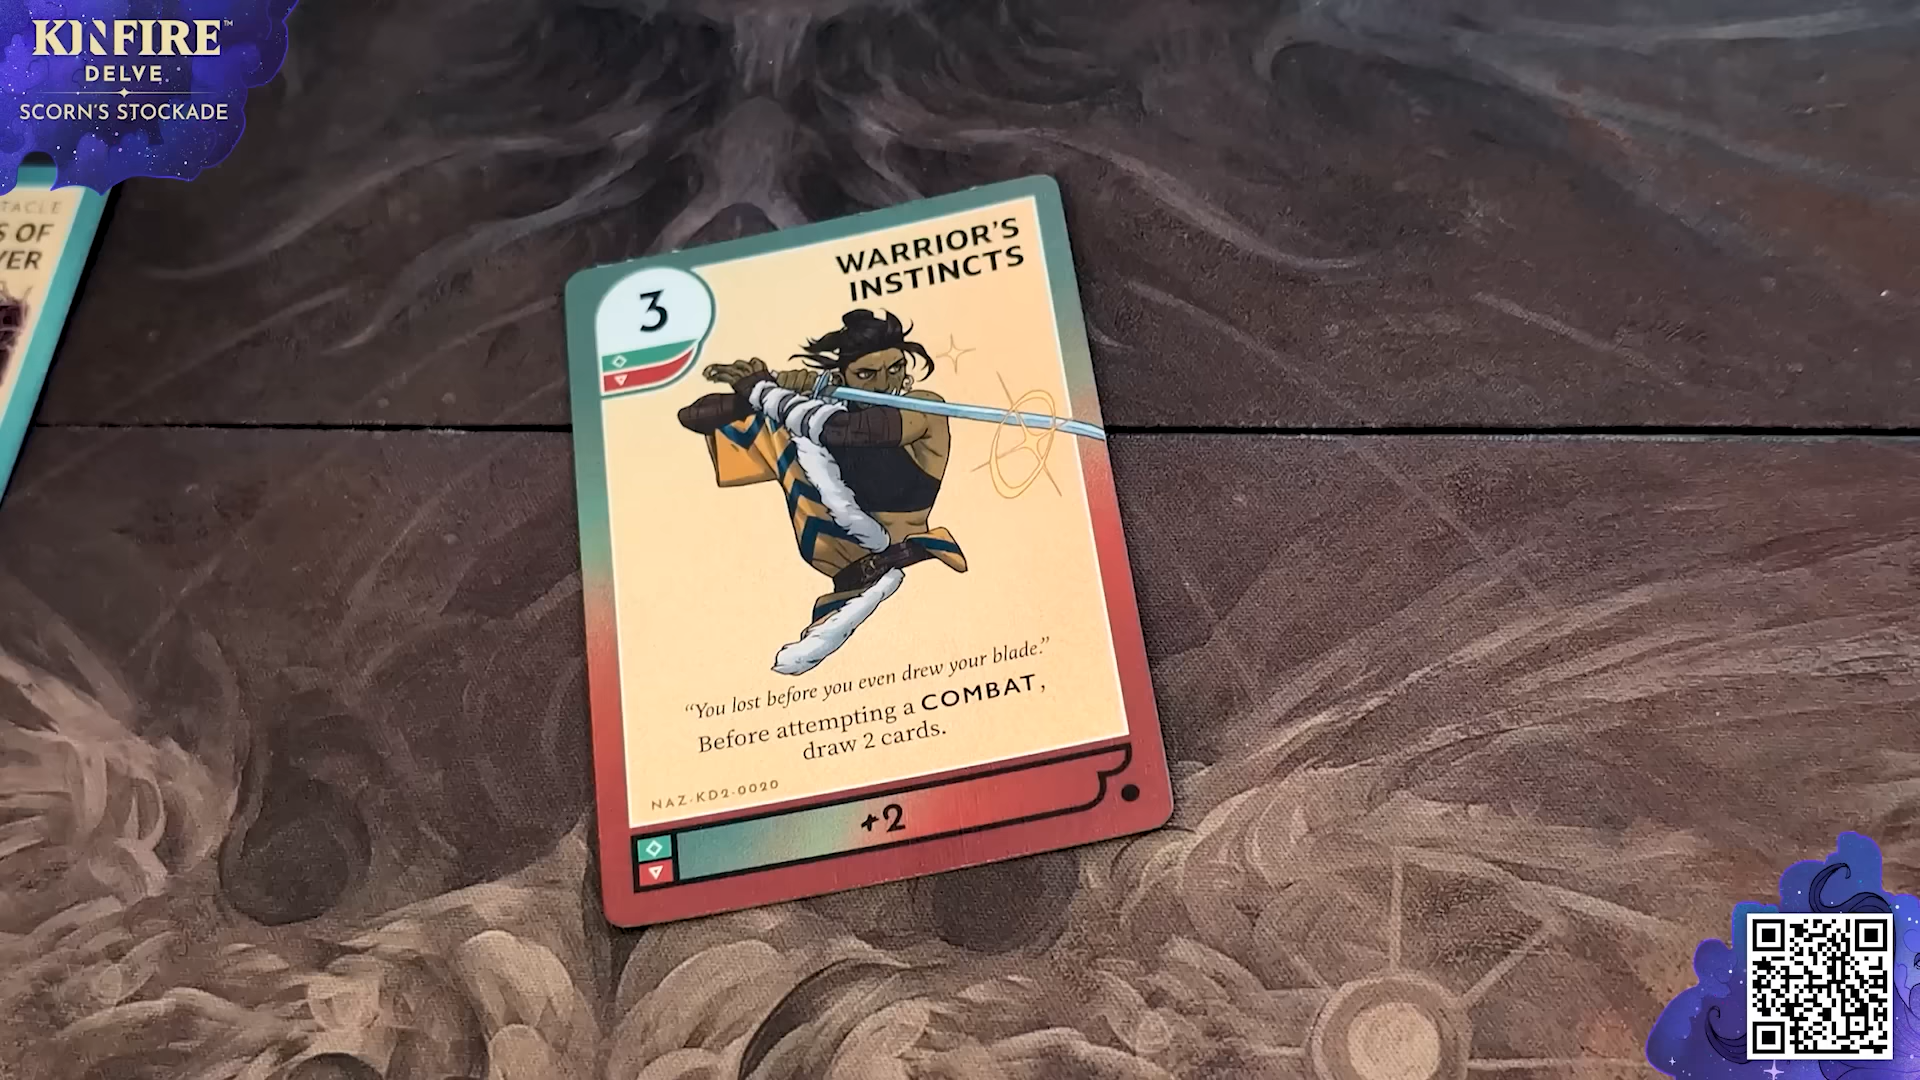 KINFIRE™
DELVE
SCORN'S STOCKADE
TACLE
S OF
VER
3
WARRIOR'S
INSTINCTS
"You lost before you even drew your blade."
Before attempting a COMBAT,
draw 2 cards.
NAZ-KD2-0020
+2